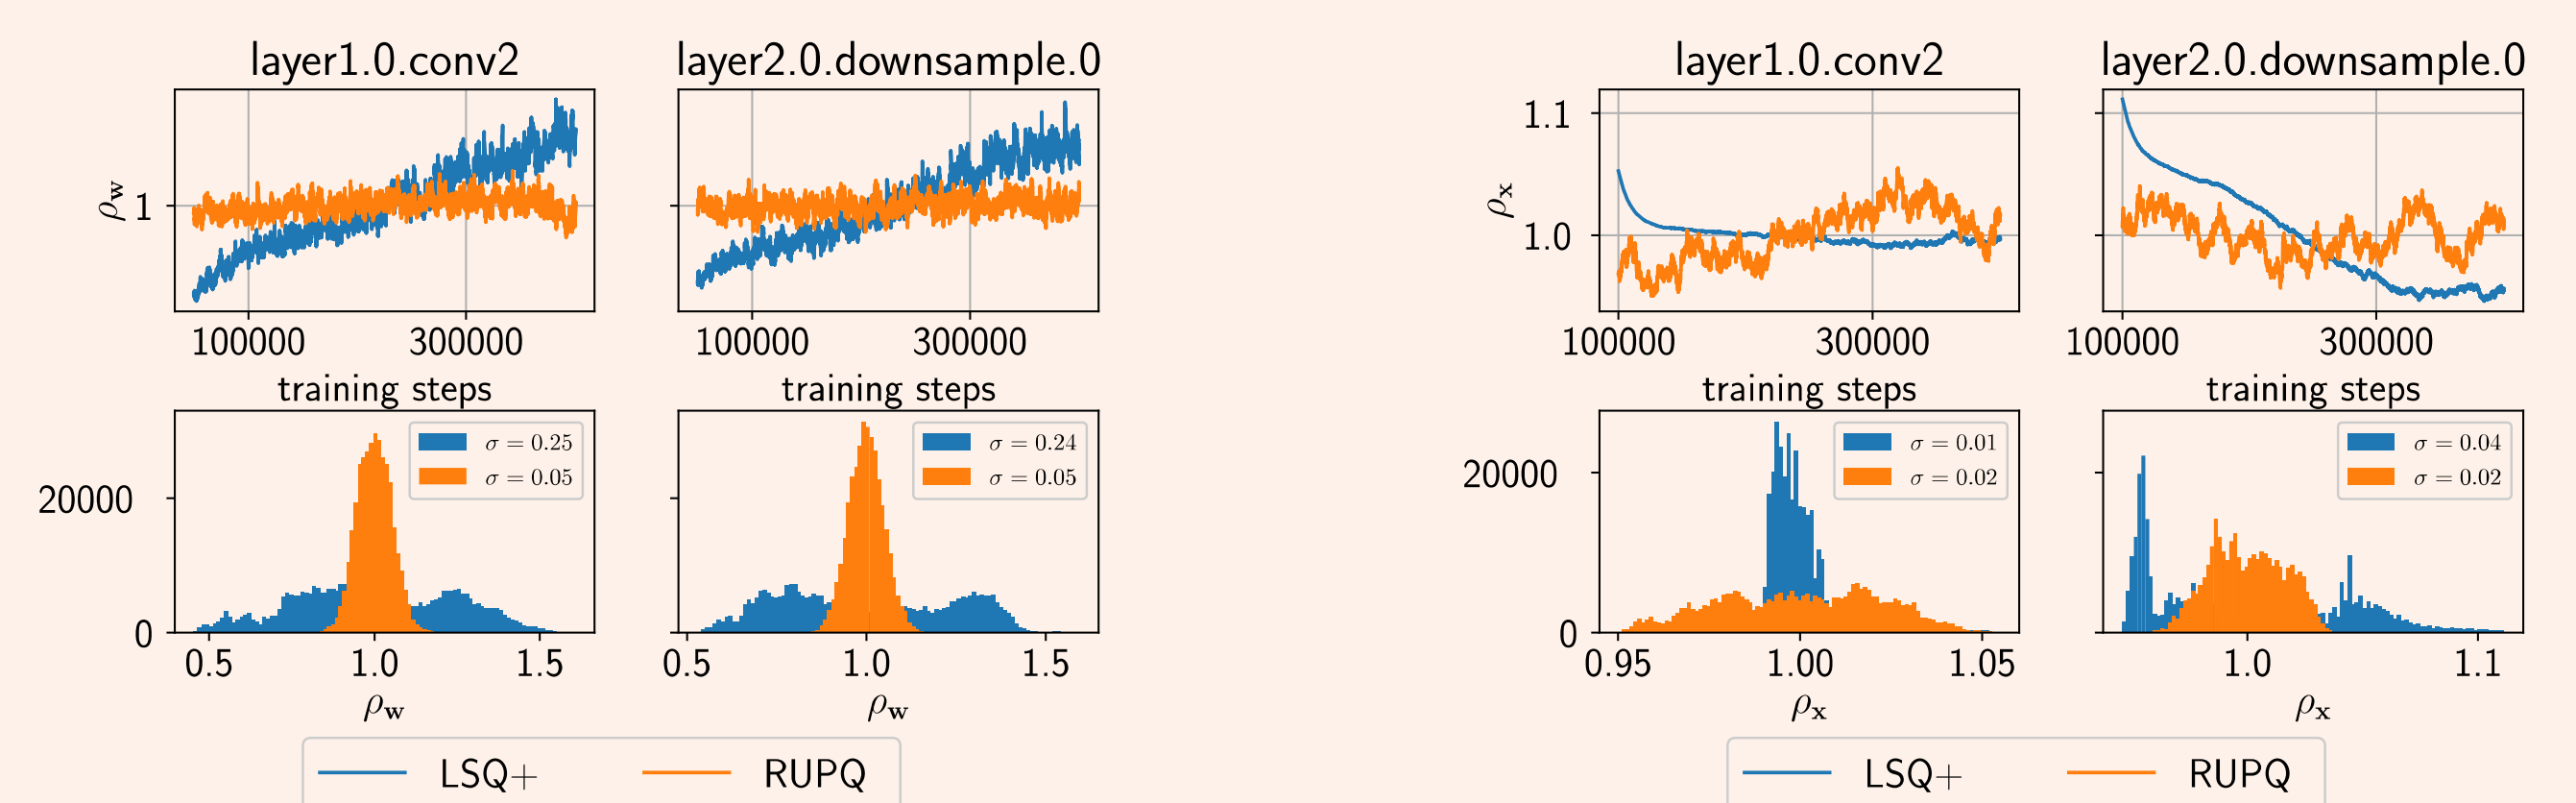 layer1.0.conv2
layer2.0.downsample.0
layer1.0.conv2
layer2.0.downsample.0
ρw
1
ρx
1.1
1.0
100000 300000
100000 300000
100000 300000
100000 300000
training steps
training steps
training steps
training steps
σ = 0.25
σ = 0.05
σ = 0.24
σ = 0.05
σ = 0.01
σ = 0.02
σ = 0.04
σ = 0.02
20000
0
20000
0
0.5 1.0 1.5
0.5 1.0 1.5
0.95 1.00 1.05
1.0 1.1
ρw
ρw
ρx
ρx
LSQ+ RUPQ
LSQ+ RUPQ